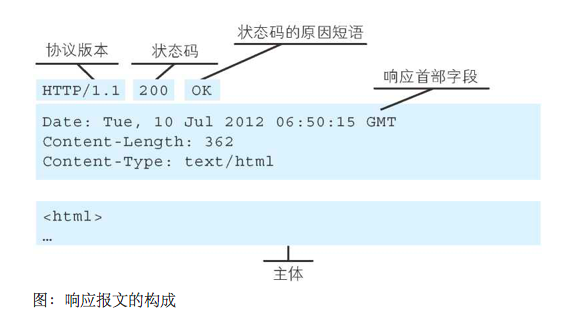 状态码的原因短语
协议版本
状态码
响应首部字段
HTTP/1.1 200 OK
Date: Tue, 10 Jul 2012 06:50:15 GMT
Content-Length: 362
Content-Type: text/html
<html>
…
主体
图：响应报文的构成